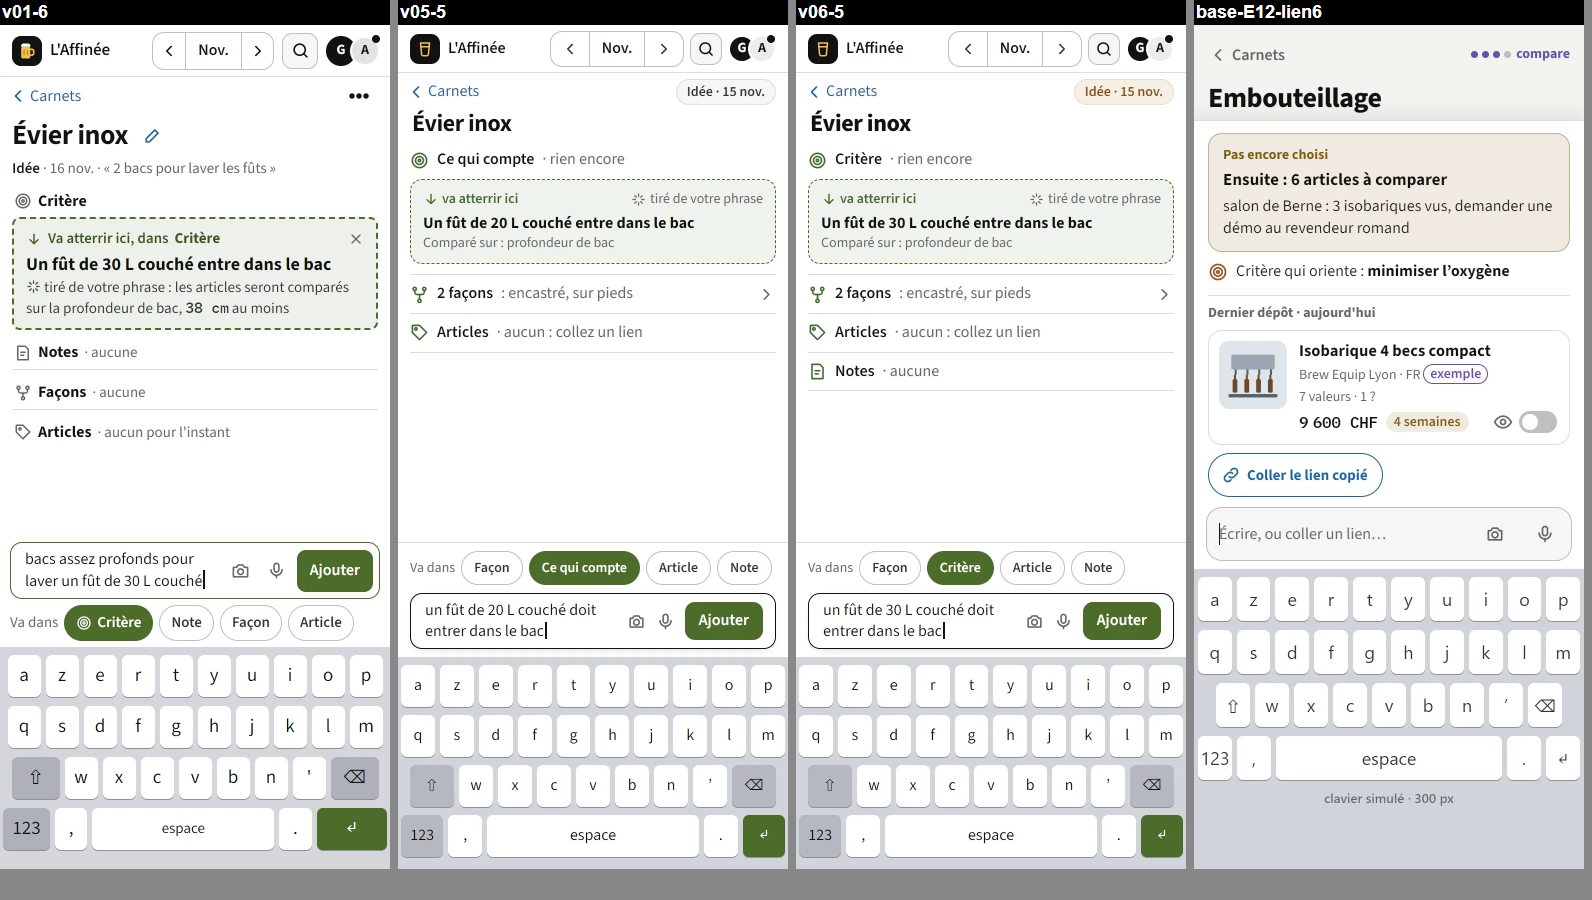 v01-6
L'Affinée
Nov.
G
A
Carnets
Évier inox
Idée · 16 nov. · « 2 bacs pour laver les fûts »
Critère
Va atterrir ici, dans Critère
Un fût de 30 L couché entre dans le bac
tiré de votre phrase : les articles seront comparés
sur la profondeur de bac, 38 cm au moins
Notes · aucune
Façons · aucune
Articles · aucun pour l'instant
bacs assez profonds pour
laver un fût de 30 L couché
Ajouter
Va dans Critère Note Façon Article
a z e r t y u i o p
q s d f g h j k l m
w x c v b n '
123 , espace .
v05-5
L'Affinée
Nov.
G
A
Carnets
Idée · 15 nov.
Évier inox
Ce qui compte · rien encore
va atterrir ici
tiré de votre phrase
Un fût de 20 L couché entre dans le bac
Comparé sur : profondeur de bac
2 façons : encastré, sur pieds
Articles · aucun : collez un lien
Notes · aucune
Va dans Façon Ce qui compte Article Note
un fût de 20 L couché doit
entrer dans le bac
Ajouter
a z e r t y u i o p
q s d f g h j k l m
w x c v b n ’
123 , espace .
v06-5
L'Affinée
Nov.
G
A
Carnets
Idée · 15 nov.
Évier inox
Critère · rien encore
va atterrir ici
tiré de votre phrase
Un fût de 30 L couché entre dans le bac
Comparé sur : profondeur de bac
2 façons : encastré, sur pieds
Articles · aucun : collez un lien
Notes · aucune
Va dans Façon Critère Article Note
un fût de 30 L couché doit
entrer dans le bac
Ajouter
a z e r t y u i o p
q s d f g h j k l m
w x c v b n ’
123 , espace .
base-E12-lien6
Carnets
compare
Embouteillage
Pas encore choisi
Ensuite : 6 articles à comparer
salon de Berne : 3 isobariques vus, demander une
démo au revendeur romand
Critère qui oriente : minimiser l’oxygène
Dernier dépôt · aujourd'hui
Isobarique 4 becs compact
Brew Equip Lyon · FR exemple
7 valeurs · 1 ?
9 600 CHF 4 semaines
Coller le lien copié
Écrire, ou coller un lien…
a z e r t y u i o p
q s d f g h j k l m
w x c v b n ’
123 , espace .
clavier simulé · 300 px